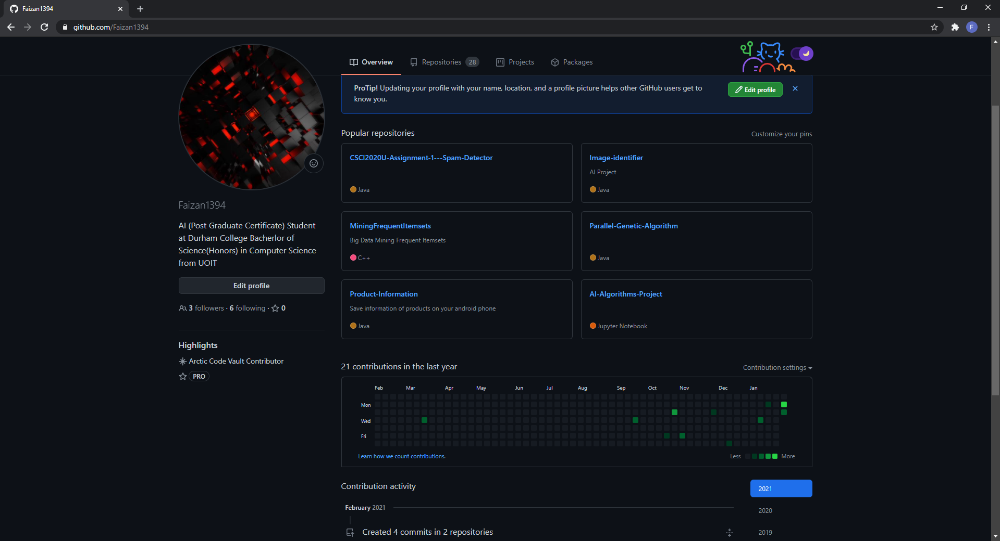 Faizan1394
github.com/Faizan1394
F
Overview
Repositories 28
Projects
Packages
ProTip! Updating your profile with your name, location, and a profile picture helps other GitHub users get to
know you.
Edit profile
Faizan1394
AI (Post Graduate Certificate) Student
at Durham College Bacherlor of
Science(Honors) in Computer Science
from UOIT
Edit profile
3 followers · 6 following · 0
Highlights
Arctic Code Vault Contributor
PRO
Popular repositories
Customize your pins
CSCI2020U-Assignment-1---Spam-Detector
Java
Image-identifier
AI Project
Java
MiningFrequentItemsets
Big Data Mining Frequent Itemsets
C++
Parallel-Genetic-Algorithm
Java
Product-Information
Save information of products on your android phone
Java
AI-Algorithms-Project
Jupyter Notebook
21 contributions in the last year
Contribution settings
Feb Mar Apr May Jun Jul Aug Sep Oct Nov Dec Jan
Mon
Wed
Fri
Learn how we count contributions.
Less More
Contribution activity
2021
2020
2019
February 2021
Created 4 commits in 2 repositories